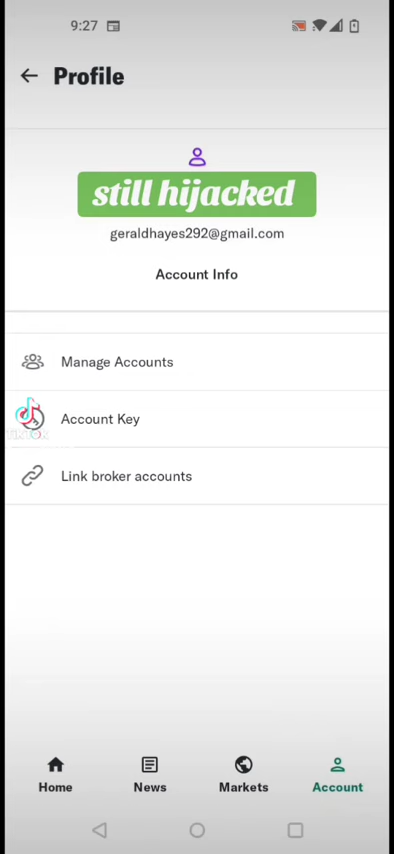 9:27
Profile
still hijacked
geraldhayes292@gmail.com
Account Info
Manage Accounts
Account Key
TikTok
Link broker accounts
Home News Markets Account